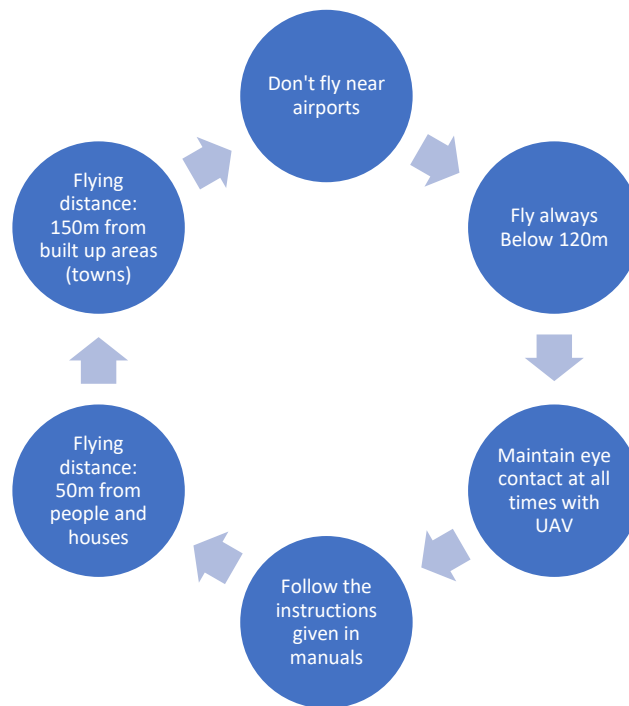 Don't fly near
airports
Fly always
Below 120m
Maintain eye
contact at all
times with
UAV
Follow the
instructions
given in
manuals
Flying
distance:
50m from
people and
houses
Flying
distance:
150m from
built up areas
(towns)